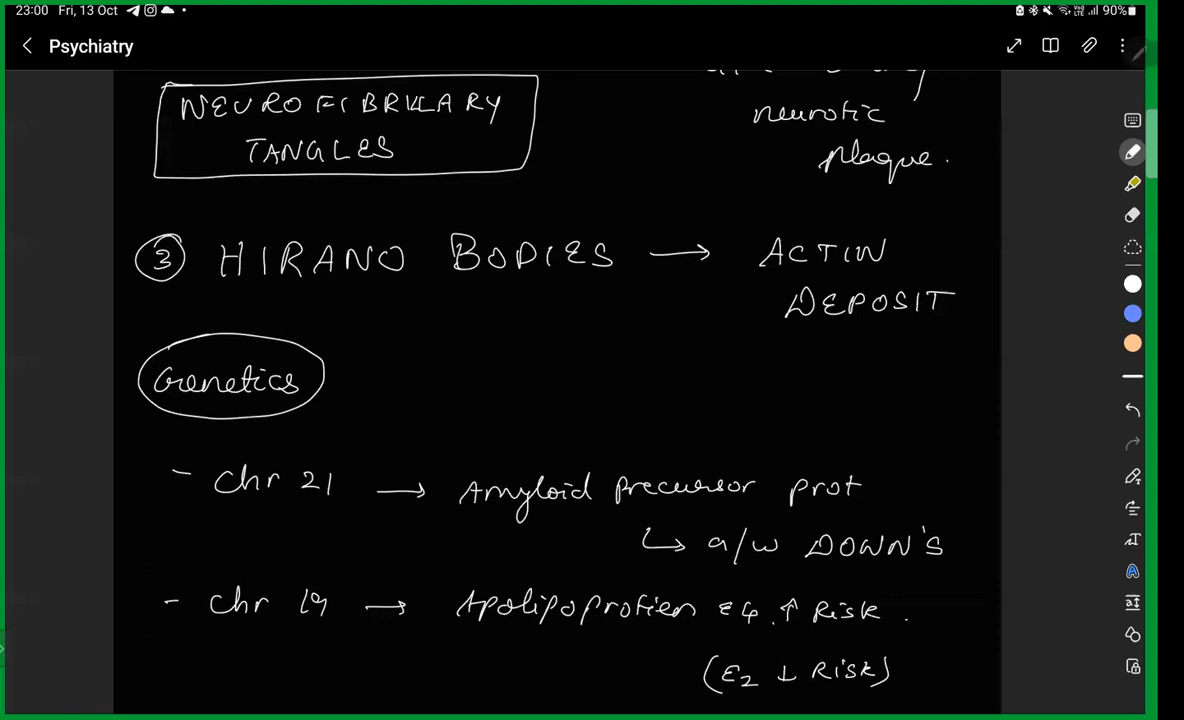 23:00 Fri, 13 Oct
90%
Psychiatry
NEUROFIBRILLARY
TANGLES
neurotic
plaque.
3 HIRANO BODIES → ACTIN
DEPOSIT
Genetics
- Chr 21 → Amyloid precursor prot
↳ a/w DOWN'S
- Chr 19 → Apolipoprotien ε4 ↑ Risk.
(ε2 ↓ RISK)